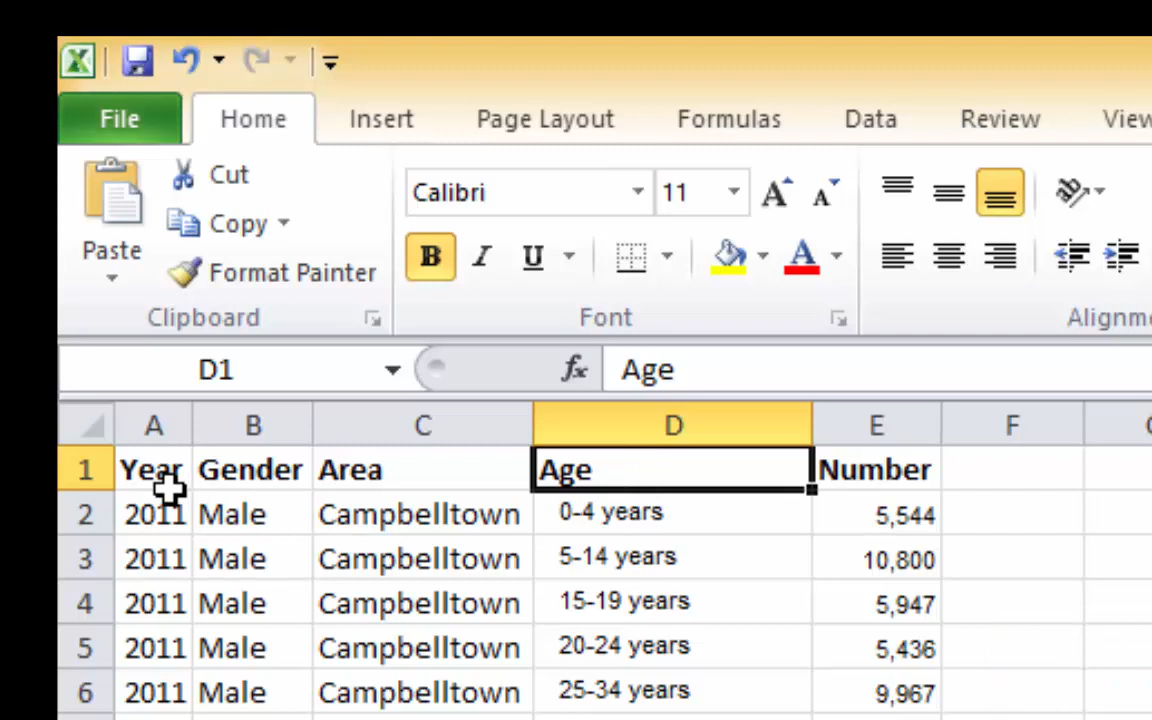 File Home Insert Page Layout Formulas Data Review View
Cut
Calibri 11
Copy
Paste
B I U A
Format Painter
Clipboard Font
D1 fx Age
A B C D E F
1 Year Gender Area Age Number
2 2011 Male Campbelltown 0-4 years 5,544
3 2011 Male Campbelltown 5-14 years 10,800
4 2011 Male Campbelltown 15-19 years 5,947
5 2011 Male Campbelltown 20-24 years 5,436
6 2011 Male Campbelltown 25-34 years 9,967